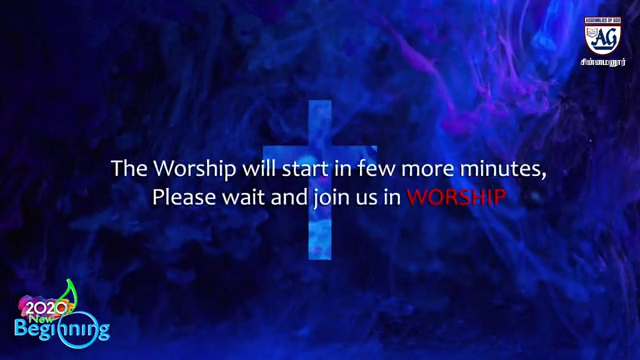 ASSEMBLIES OF GOD
AG
சின்னமனூர்
The Worship will start in few more minutes,
Please wait and join us in WORSHIP
2020
New
Beginning